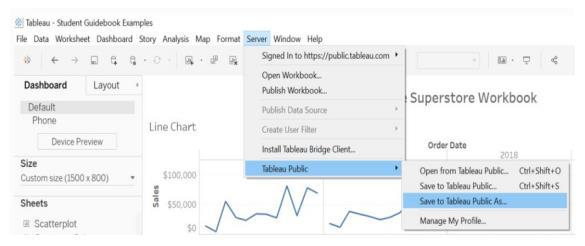 Tableau - Student Guidebook Examples
File Data Worksheet Dashboard Story Analysis Map Format Server Window Help
Signed In to https://public.tableau.com
Open Workbook...
Publish Workbook...
Publish Data Source
Create User Filter
Install Tableau Bridge Client...
Tableau Public
Open from Tableau Public... Ctrl+Shift+O
Save to Tableau Public... Ctrl+Shift+S
Save to Tableau Public As...
Manage My Profile...
Dashboard Layout
Default
Phone
Device Preview
Size
Custom size (1500 x 800)
Sheets
Scatterplot
Superstore Workbook
Line Chart
Order Date
2018
Sales
$100,000
$50,000
$0